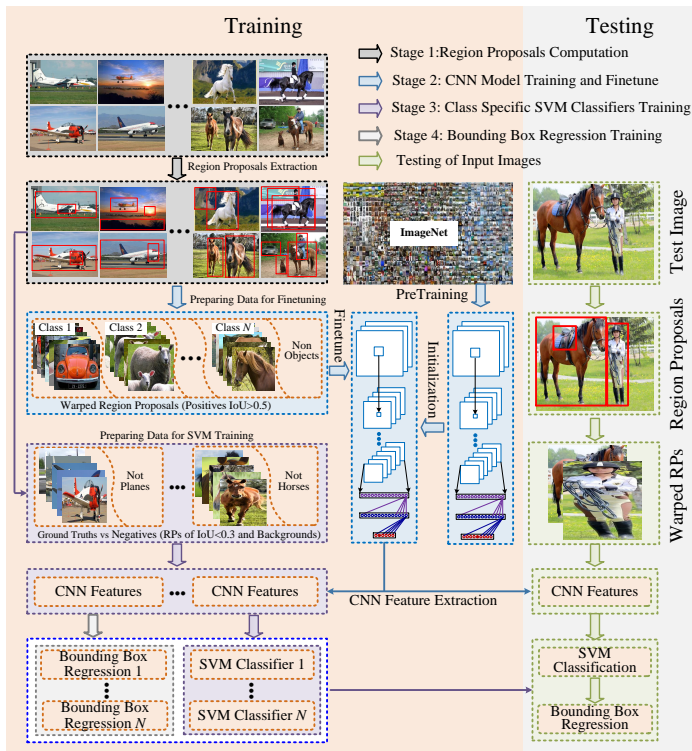 Training
Testing
Stage 1:Region Proposals Computation
Stage 2: CNN Model Training and Finetune
Stage 3: Class Specific SVM Classifiers Training
Stage 4: Bounding Box Regression Training
Testing of Input Images
Region Proposals Extraction
ImageNet
Test Image
Preparing Data for Finetuning
PreTraining
Class 1
Class 2
Class N
Non
Objects
Finetune
Initilalization
Region Proposals
Warped Region Proposals (Positives IoU>0.5)
Preparing Data for SVM Training
Not
Planes
Not
Horses
Warped RPs
Ground Truths vs Negatives (RPs of IoU<0.3 and Backgrounds)
CNN Features
CNN Features
CNN Feature Extraction
CNN Features
Bounding Box
Regression 1
Bounding Box
Regression N
SVM Classifier 1
SVM Classifier N
SVM
Classification
Bounding Box
Regression